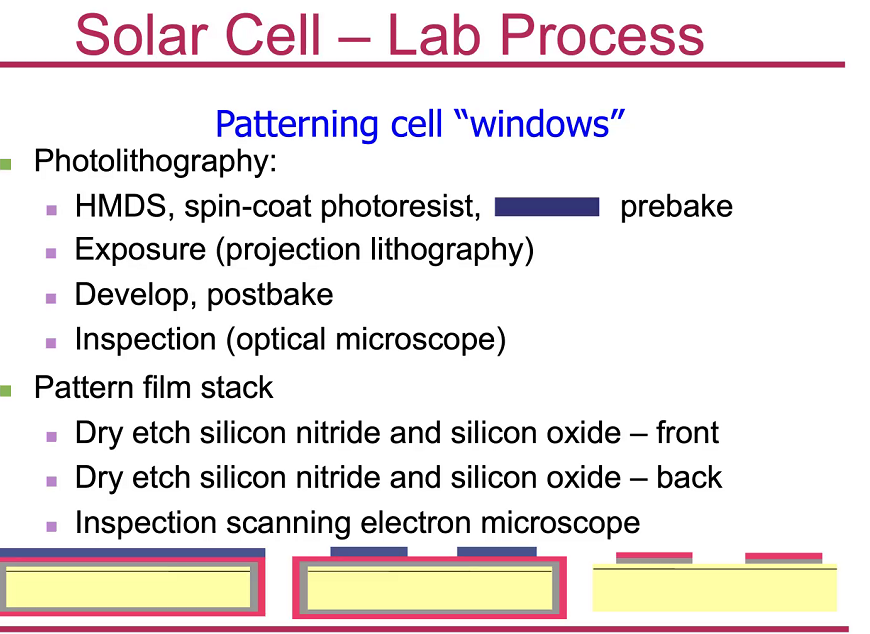 Solar Cell – Lab Process
Patterning cell “windows”
Photolithography:
HMDS, spin-coat photoresist, prebake
Exposure (projection lithography)
Develop, postbake
Inspection (optical microscope)
Pattern film stack
Dry etch silicon nitride and silicon oxide – front
Dry etch silicon nitride and silicon oxide – back
Inspection scanning electron microscope